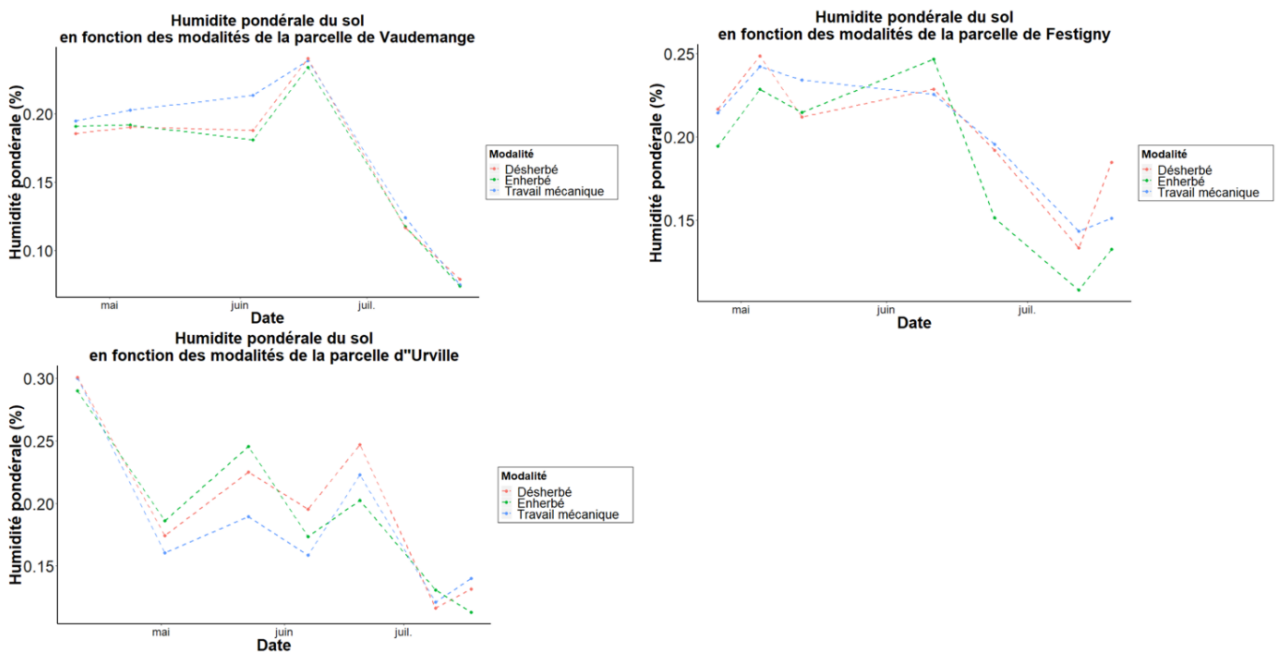 Humidite pondérale du sol
en fonction des modalités de la parcelle de Vaudemange
Humidité pondérale (%)
0.20
0.15
0.10
mai
juin
juil.
Date
Modalité
Désherbé
Enherbé
Travail mécanique
Humidite pondérale du sol
en fonction des modalités de la parcelle de Festigny
Humidité pondérale (%)
0.25
0.20
0.15
mai
juin
juil.
Date
Modalité
Désherbé
Enherbé
Travail mécanique
Humidite pondérale du sol
en fonction des modalités de la parcelle d"Urville
Humidité pondérale (%)
0.30
0.25
0.20
0.15
mai
juin
juil.
Date
Modalité
Désherbé
Enherbé
Travail mécanique